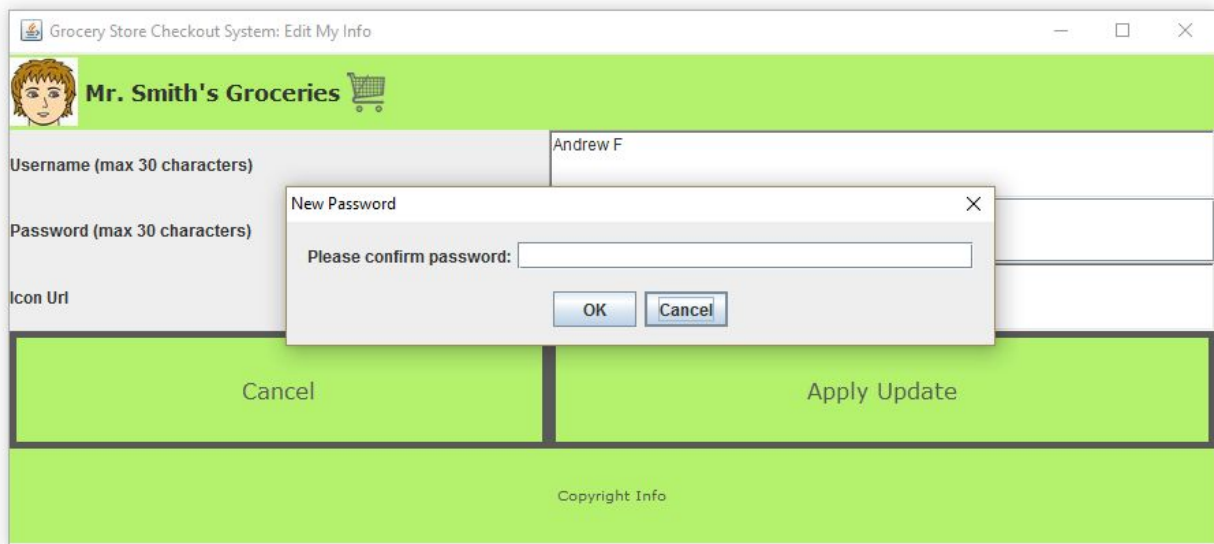 Grocery Store Checkout System: Edit My Info
Mr. Smith's Groceries
Username (max 30 characters)
Andrew F
New Password
Password (max 30 characters)
Please confirm password:
Icon Url
OK
Cancel
Cancel
Apply Update
Copyright Info